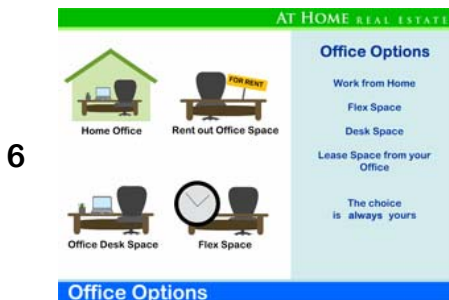 AT HOME REAL ESTATE
Office Options
Work from Home
Flex Space
Desk Space
Lease Space from your
Office
The choice
is always yours
FOR RENT
Home Office
Rent out Office Space
6
Office Desk Space
Flex Space
Office Options